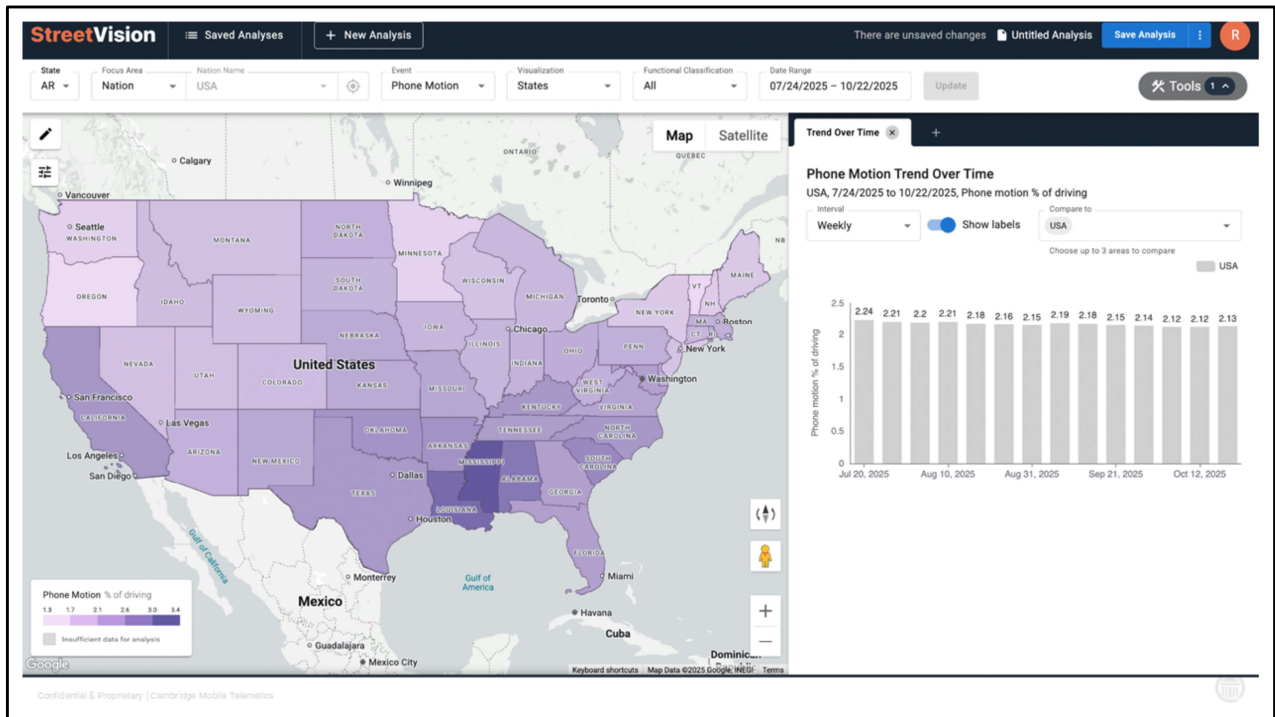 StreetVision
Saved Analyses
+ New Analysis
There are unsaved changes
Untitled Analysis
Save Analysis
R
State
AR
Focus Area
Nation
Nation Name
USA
Event
Phone Motion
Visualization
States
Functional Classification
All
Date Range
07/24/2025 – 10/22/2025
Update
Tools 1
Map
Satellite
Calgary
Winnipeg
Vancouver
ONTARIO
QUEBEC
NB
Seattle
WASHINGTON
OREGON
MONTANA
IDAHO
WYOMING
NORTH
DAKOTA
SOUTH
DAKOTA
MINNESOTA
WISCONSIN
MICHIGAN
Toronto
NEW YORK
VT
NH
MAINE
MA
Boston
CT
RI
New York
PENN
NEBRASKA
IOWA
Chicago
ILLINOIS
INDIANA
OHIO
NEVADA
UTAH
COLORADO
United States
KANSAS
MISSOURI
WEST
VIRGINIA
Washington
KENTUCKY
VIRGINIA
San Francisco
CALIFORNIA
Las Vegas
Los Angeles
San Diego
ARIZONA
NEW MEXICO
OKLAHOMA
ARKANSAS
TENNESSEE
NORTH
CAROLINA
SOUTH
CAROLINA
MISSISSIPPI
ALABAMA
GEORGIA
Dallas
TEXAS
LOUISIANA
Houston
FLORIDA
Miami
Gulf of California
Monterrey
Gulf of
America
Mexico
Havana
Cuba
Guadalajara
Mexico City
Dominican
Phone Motion % of driving
1.3 1.7 2.1 2.6 3.0 3.4
Insufficient data for analysis
Google
Keyboard shortcuts
Map Data ©2025 Google, INEGI
Terms
Trend Over Time
+
Phone Motion Trend Over Time
USA, 7/24/2025 to 10/22/2025, Phone motion % of driving
Interval
Weekly
Show labels
Compare to
USA
Choose up to 3 areas to compare
USA
Phone motion % of driving
2.5
2
1.5
1
0.5
0
2.24 2.21 2.2 2.21 2.18 2.16 2.15 2.19 2.18 2.15 2.14 2.12 2.12 2.13
Jul 20, 2025 Aug 10, 2025 Aug 31, 2025 Sep 21, 2025 Oct 12, 2025
Confidential & Proprietary | Cambridge Mobile Telematics